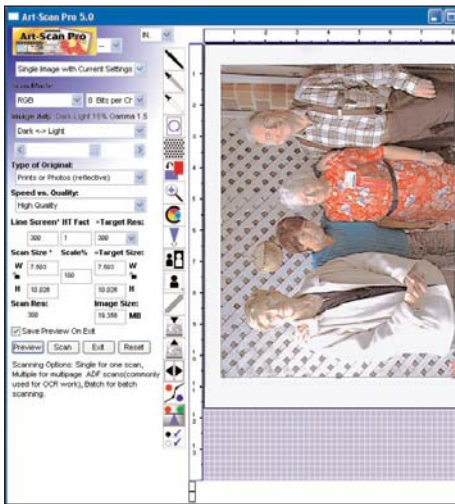 Art-Scan Pro 5.0
Art-Scan Pro
IN..
Single Image with Current Settings
Scan Mode:
RGB
8 Bits per Ch
Image Adj: Dark-Light 15% Gamma 1.5
Dark <-> Light
Type of Original:
Prints or Photos (reflective)
Speed vs. Quality:
High Quality
Line Screen* HT Fact =Target Res:
300 1 300
Scan Size * Scale% =Target Size:
W 7.503 100 7.503 W
H 10.026 10.026 H
Scan Res: Image Size:
300 MB
Save Preview On Exit
Preview Scan Exit Reset
Scanning Options: Single for one scan,
Multiple for multipage ADF scans(commonly
used for OCR work), Batch for batch
scanning.